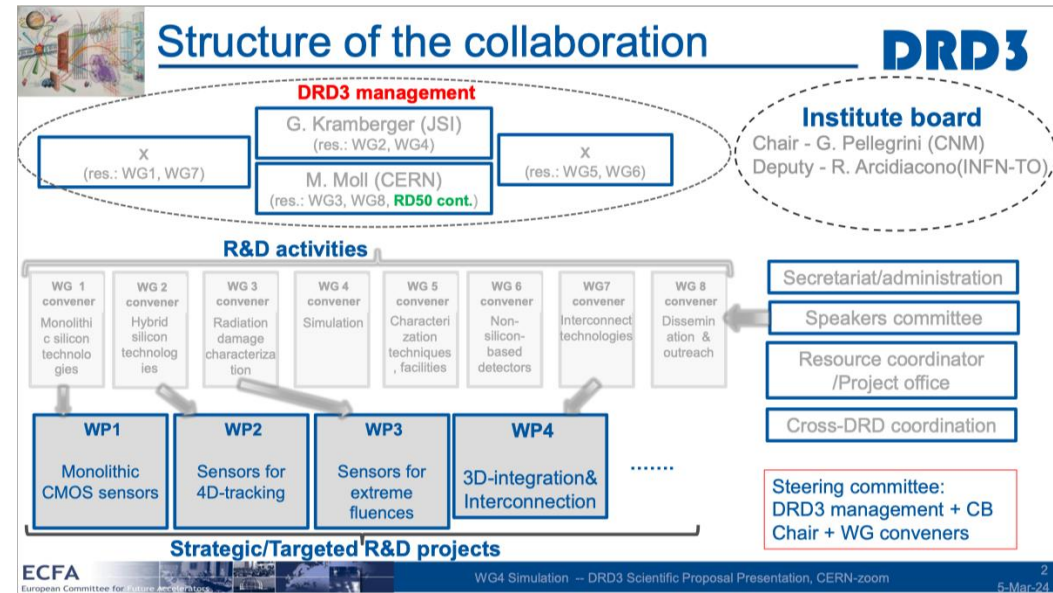 Structure of the collaboration
DRD3
DRD3 management
G. Kramberger (JSI)
(res.: WG2, WG4)
X
(res.: WG1, WG7)
X
(res.: WG5, WG6)
M. Moll (CERN)
(res.: WG3, WG8, RD50 cont.)
Institute board
Chair - G. Pellegrini (CNM)
Deputy - R. Arcidiacono(INFN-TO)
R&D activities
WG 1
convener
Monolithi
c silicon
technolo
gies
WG 2
convener
Hybrid
silicon
technolog
ies
WG 3
convener
Radiation
damage
characteriza
tion
WG 4
convener
Simulation
WG 5
convener
Characteri
zation
techniques
, facilities
WG 6
convener
Non-
silicon-
based
detectors
WG7
convener
Interconnect
technologies
WG 8
convener
Dissemin
ation &
outreach
Secretariat/administration
Speakers committee
Resource coordinator
/Project office
Cross-DRD coordination
WP1
Monolithic
CMOS sensors
WP2
Sensors for
4D-tracking
WP3
Sensors for
extreme
fluences
WP4
3D-integration&
Interconnection
.......
Strategic/Targeted R&D projects
Steering committee:
DRD3 management + CB
Chair + WG conveners
ECFA
European Committee for Future Accelerators
WG4 Simulation -- DRD3 Scientific Proposal Presentation, CERN-zoom
2
5-Mar-24